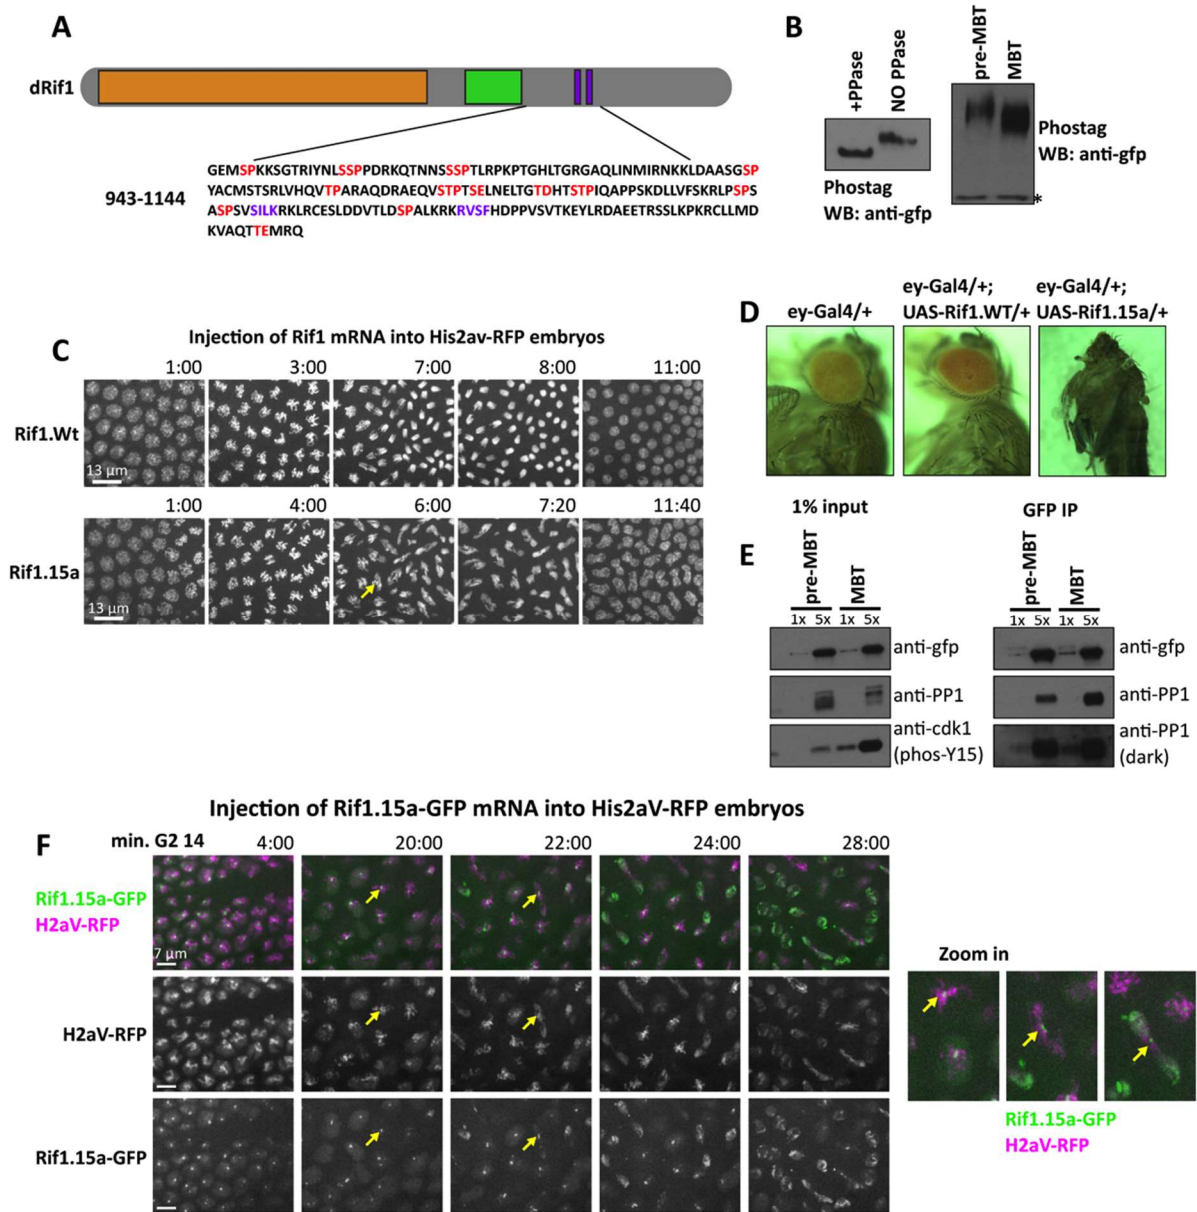 A
dRif1
943-1144
GEMSPKKSGTRIYNLSSPPDRKQTNNSSSPTLRPKPTGHLTGRGAQLINMIRNKKLDAASGSP
YACMSTSRLVHQVTPARAQDRAEQVSTPTSELNELTGTDHTSTPIQAPPSKDLLVFSKRLPSPS
ASPSVSILKRKLRCESLDDVTLDSPALKRKRVSFHDPPVSVTKEYLRDAEETRSSLKPKRCLLMD
KVAQTTEMRQ
B
+PPase
NO PPase
Phostag
WB: anti-gfp
pre-MBT
MBT
Phostag
WB: anti-gfp
*
C
Injection of Rif1 mRNA into His2av-RFP embryos
1:00 3:00 7:00 8:00 11:00
Rif1.Wt
13 µm
1:00 4:00 6:00 7:20 11:40
Rif1.15a
13 µm
D
ey-Gal4/+
ey-Gal4/+;
UAS-Rif1.WT/+
ey-Gal4/+;
UAS-Rif1.15a/+
E
1% input
pre-MBT
MBT
1x 5x 1x 5x
anti-gfp
anti-PP1
anti-cdk1
(phos-Y15)
GFP IP
pre-MBT
MBT
1x 5x 1x 5x
anti-gfp
anti-PP1
anti-PP1
(dark)
Injection of Rif1.15a-GFP mRNA into His2aV-RFP embryos
F
min. G2 14 4:00 20:00 22:00 24:00 28:00
Rif1.15a-GFP
H2aV-RFP
7 µm
H2aV-RFP
Rif1.15a-GFP
Zoom in
Rif1.15a-GFP
H2aV-RFP